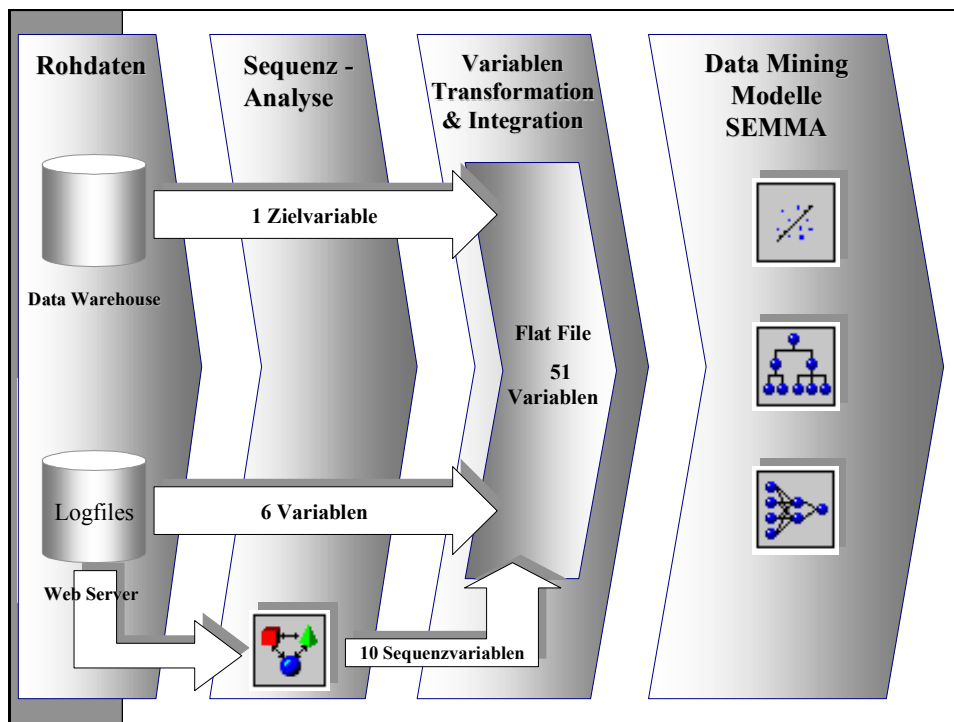 Rohdaten
Sequenz -
Analyse
Variablen
Transformation
& Integration
Data Mining
Modelle
SEMMA
1 Zielvariable
Data Warehouse
Flat File
51
Variablen
Logfiles
6 Variablen
Web Server
10 Sequenzvariablen